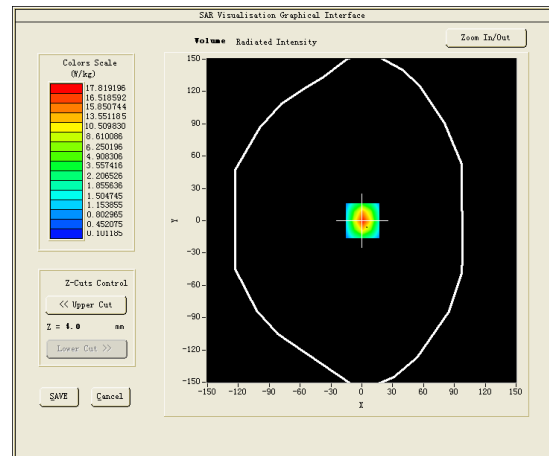 SAR Visualisation Graphical Interface
Volume Radiated Intensity
Zoom In/Out
Colors Scale
(W/kg)
17.819196
16.518592
15.850744
13.551185
10.509830
8.610086
6.250196
4.908306
3.557416
2.206526
1.855636
1.504745
1.153855
0.802965
0.452075
0.101185
Z-Cuts Control
<< Upper Cut
Z = 4.0 mm
Lower Cut >>
SAVE
Cancel
150
120
90
60
30
0
-30
-60
-90
-120
-150
Y
-150 -120 -90 -60 -30 0 30 60 90 120 150
X